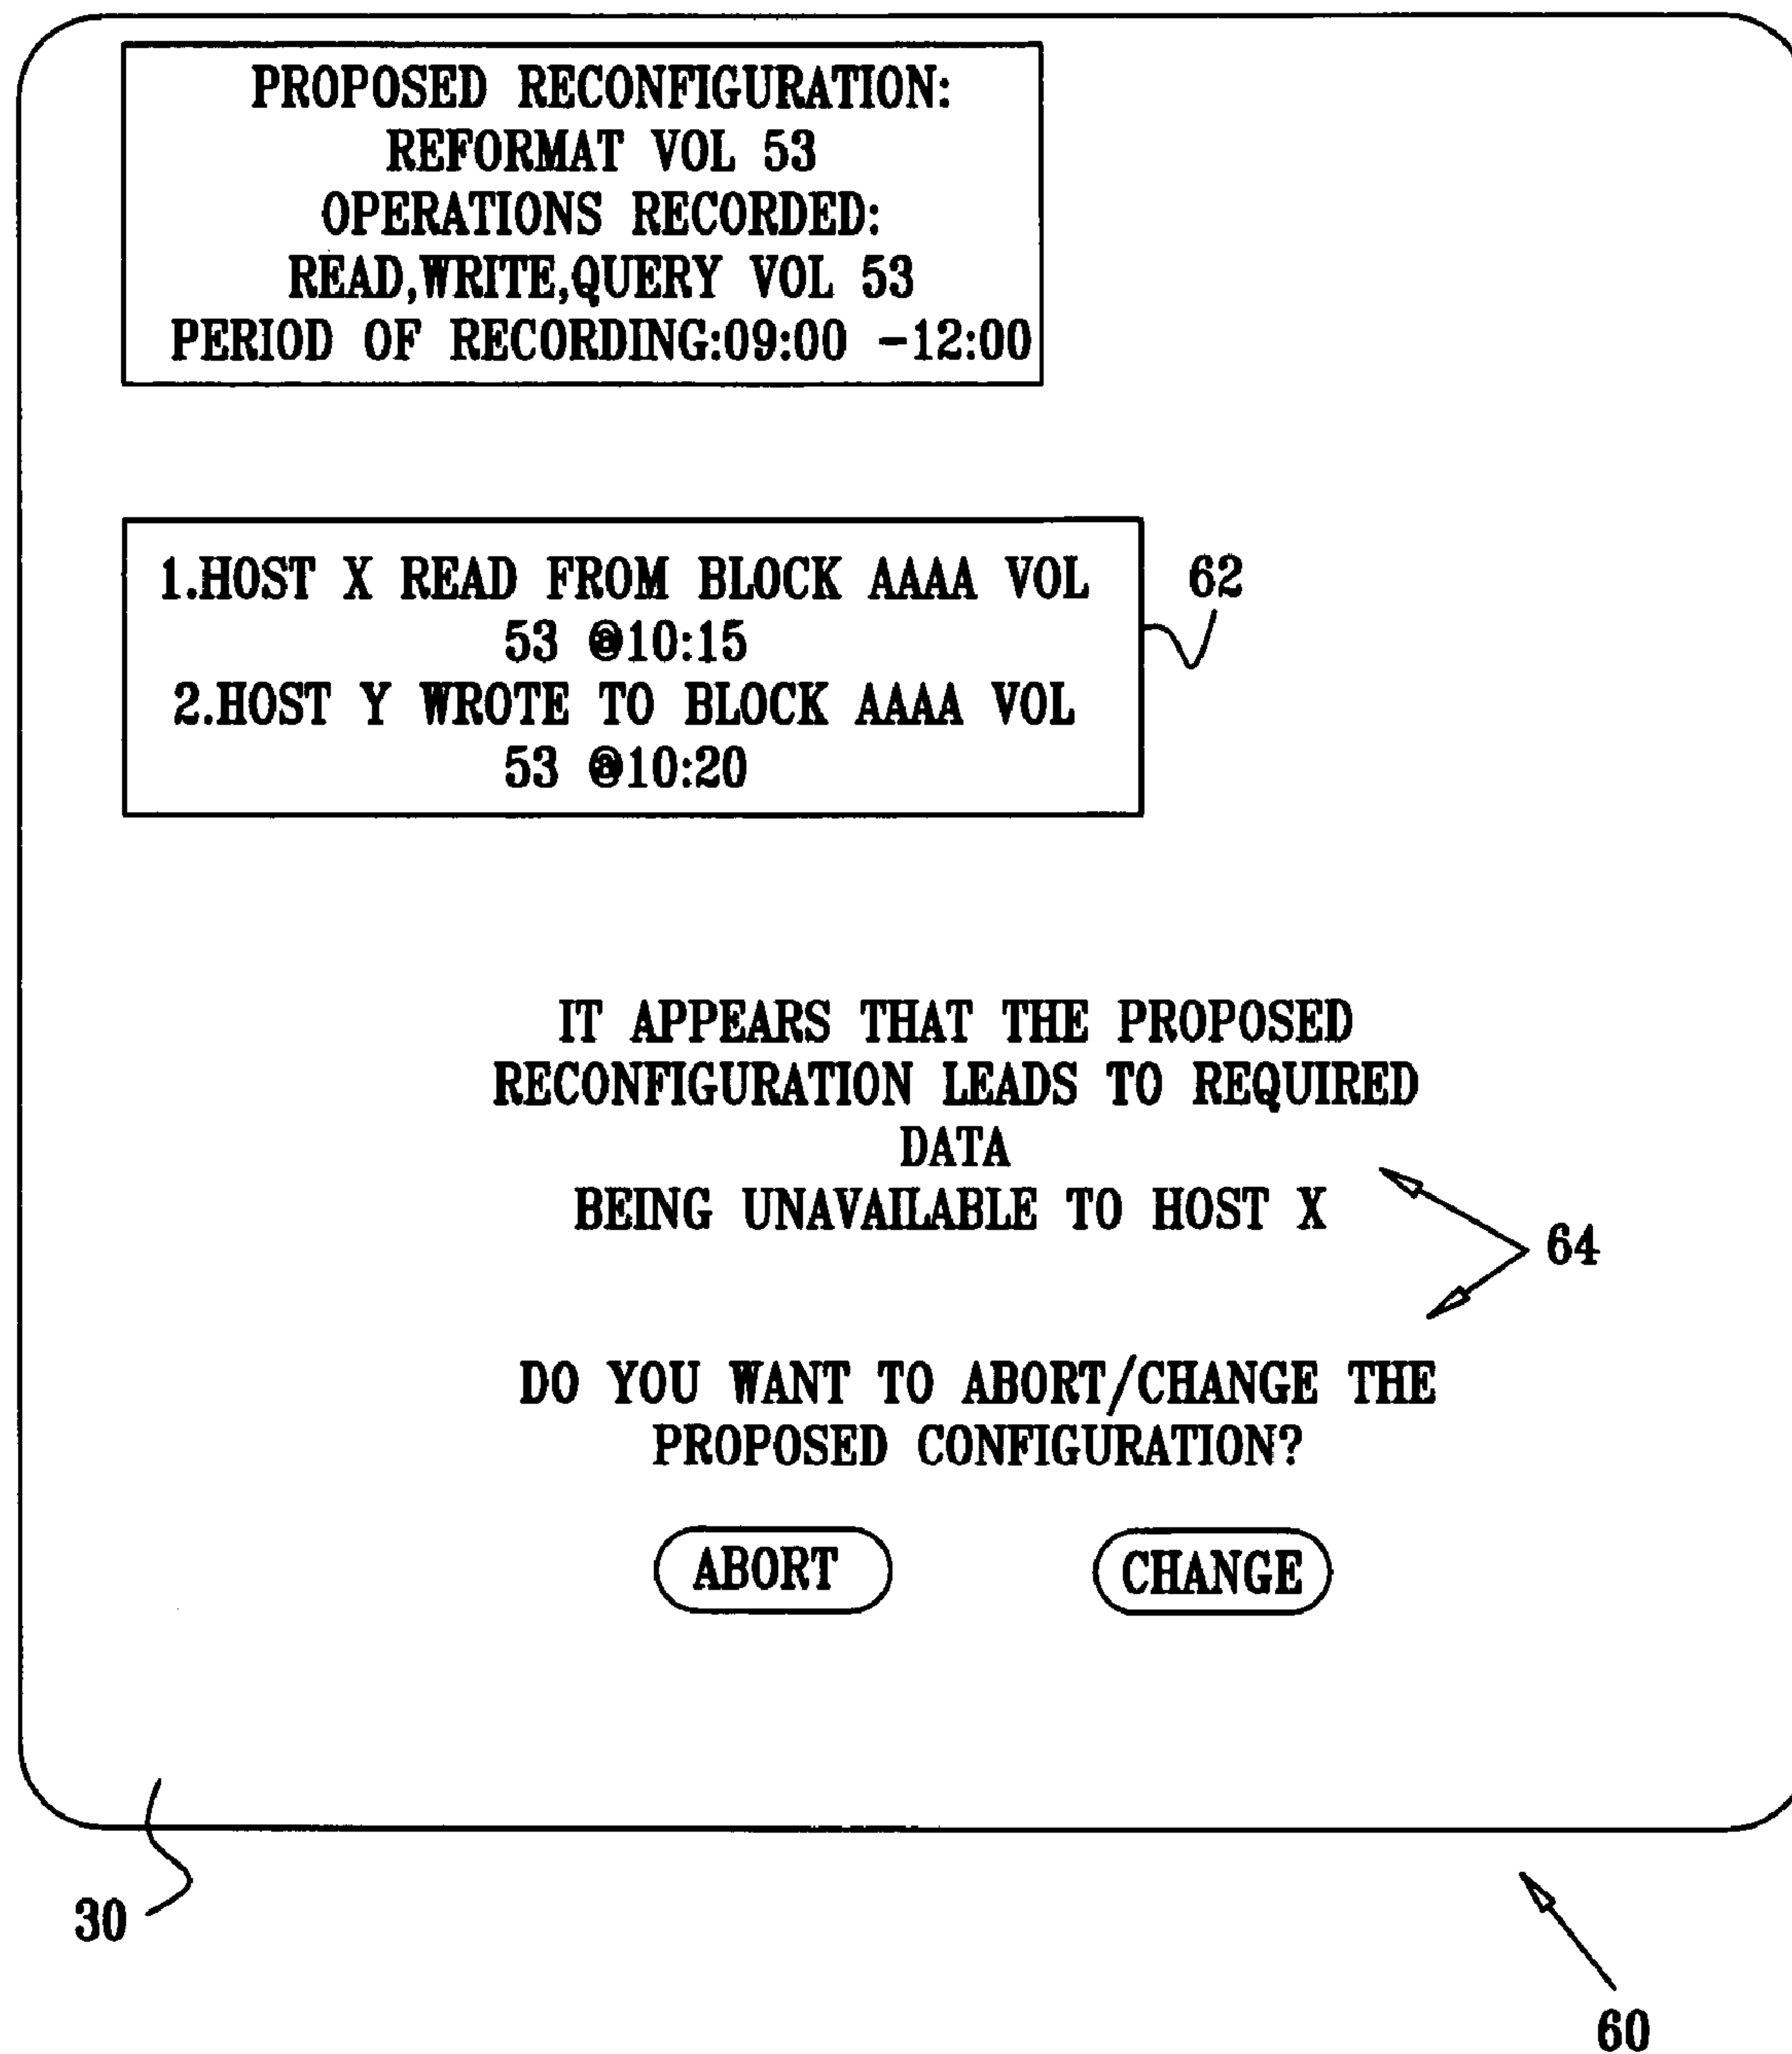 PROPOSED RECONFIGURATION:
REFORMAT VOL 53
OPERATIONS RECORDED:
READ,WRITE,QUERY VOL 53
PERIOD OF RECORDING:09:00 -12:00
1.HOST X READ FROM BLOCK AAAA VOL
53 @10:15
2.HOST Y WROTE TO BLOCK AAAA VOL
53 @10:20
62
IT APPEARS THAT THE PROPOSED
RECONFIGURATION LEADS TO REQUIRED
DATA
BEING UNAVAILABLE TO HOST X
64
DO YOU WANT TO ABORT/CHANGE THE
PROPOSED CONFIGURATION?
ABORT
CHANGE
30
60